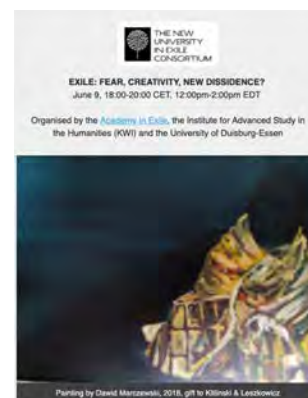 THE NEW
UNIVERSITY
IN EXILE
CONSORTIUM
EXILE: FEAR, CREATIVITY, NEW DISSIDENCE?
June 9, 18:00-20:00 CET, 12:00pm-2:00pm EDT
Organised by the Academy in Exile, the Institute for Advanced Study in
the Humanities (KWI) and the University of Duisburg-Essen
Painting by Dawid Marczewski, 2018, gift to Kitlinski & Leszkowicz